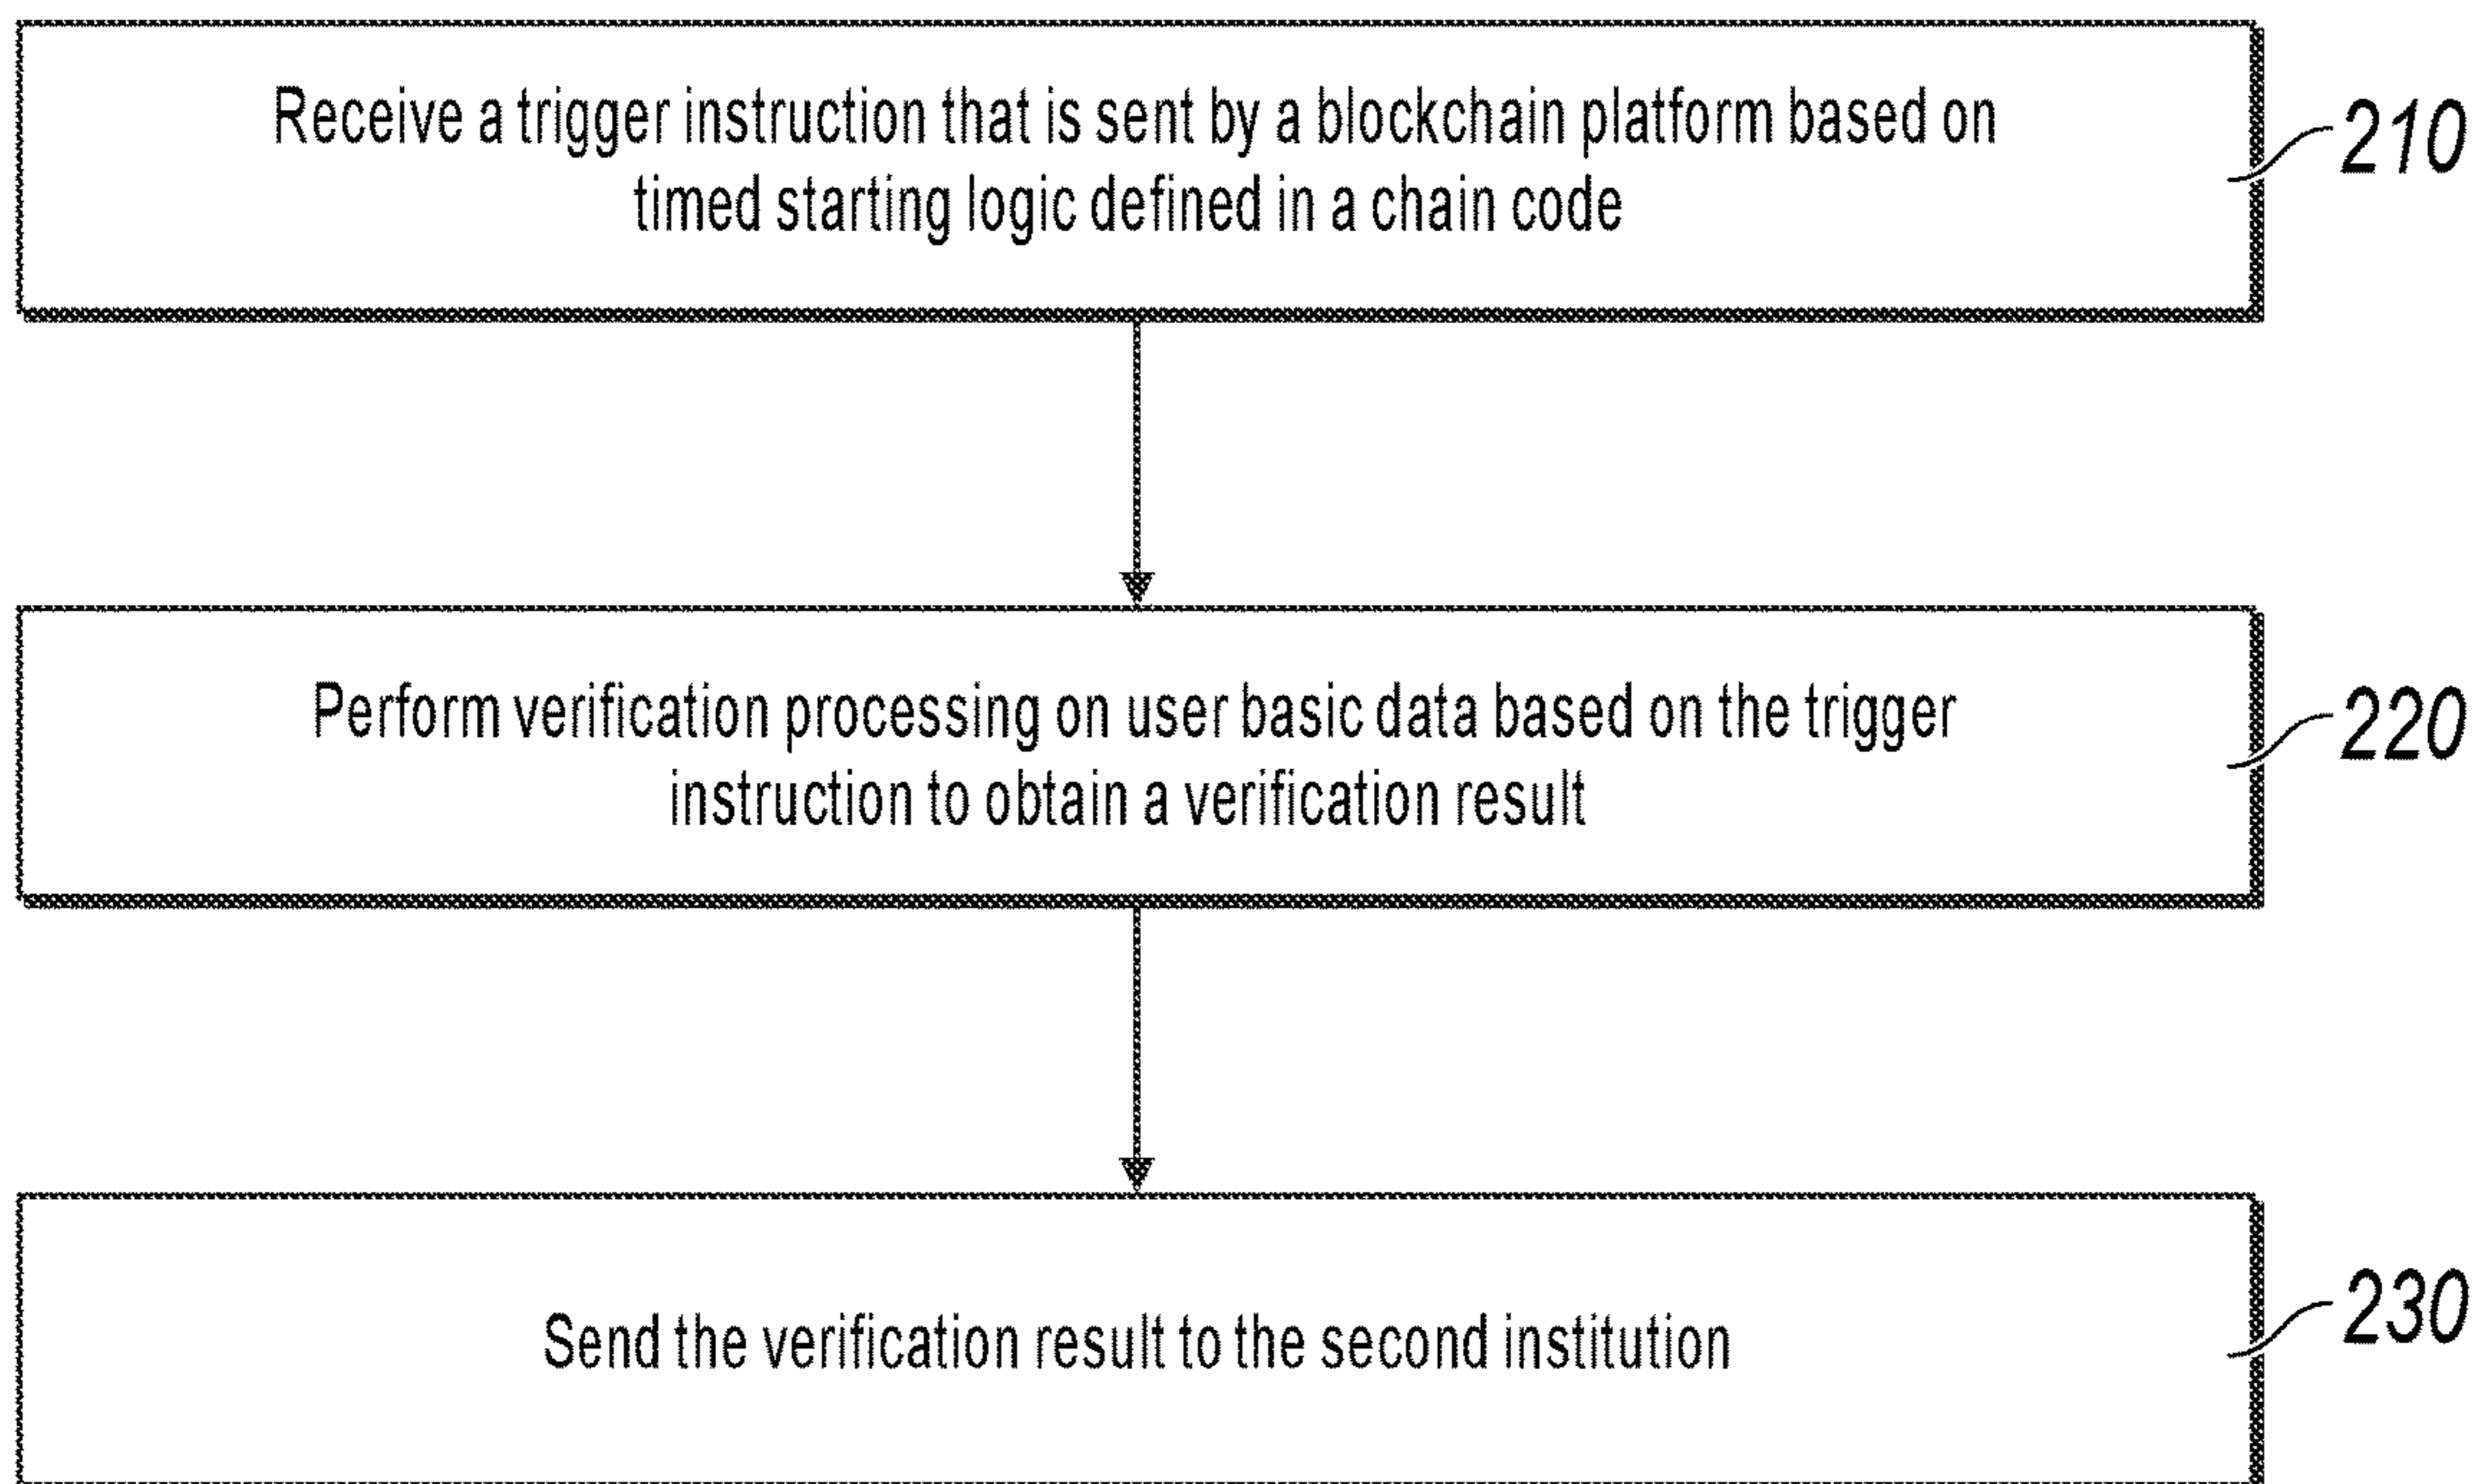 Receive a trigger instruction that is sent by a blockchain platform based on
timed starting logic defined in a chain code
210
Perform verification processing on user basic data based on the trigger
instruction to obtain a verification result
220
Send the verification result to the second institution
230